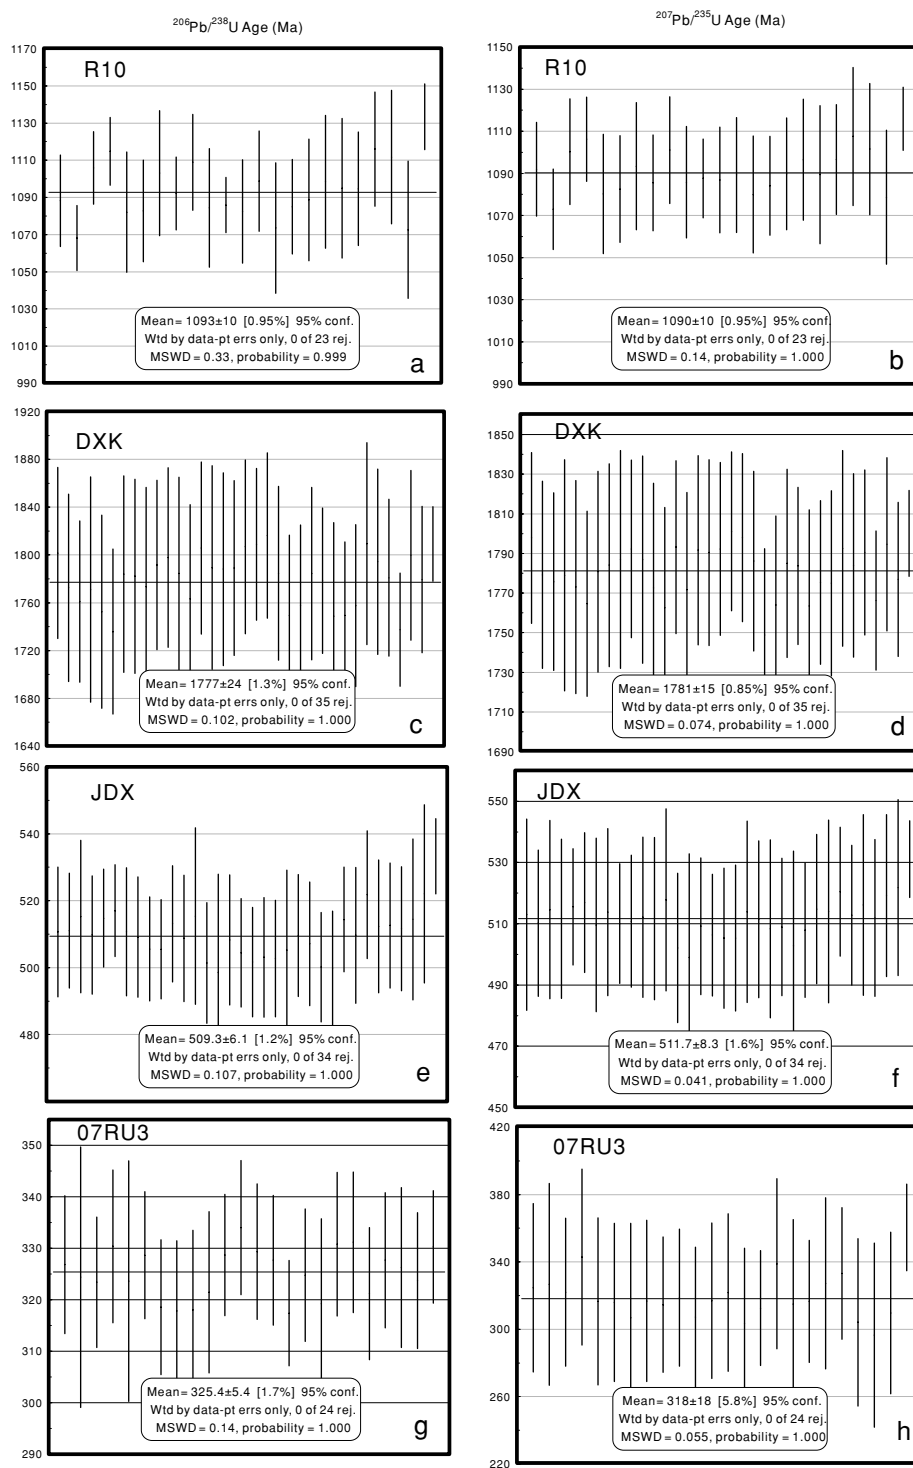 206Pb/238U Age (Ma)
207Pb/235U Age (Ma)
R10
1170
1150
1130
1110
1090
1070
1050
1030
1010
990
Mean = 1093±10 [0.95%] 95% conf.
Wtd by data-pt errs only, 0 of 23 rej.
MSWD = 0.33, probability = 0.999
a
R10
1150
1130
1110
1090
1070
1050
1030
1010
990
Mean = 1090±10 [0.95%] 95% conf.
Wtd by data-pt errs only, 0 of 23 rej.
MSWD = 0.14, probability = 1.000
b
DXK
1920
1880
1840
1800
1760
1720
1680
1640
Mean = 1777±24 [1.3%] 95% conf.
Wtd by data-pt errs only, 0 of 35 rej.
MSWD = 0.102, probability = 1.000
c
DXK
1850
1830
1810
1790
1770
1750
1730
1710
1690
Mean = 1781±15 [0.85%] 95% conf.
Wtd by data-pt errs only, 0 of 35 rej.
MSWD = 0.074, probability = 1.000
d
JDX
560
540
520
500
480
Mean = 509.3±6.1 [1.2%] 95% conf.
Wtd by data-pt errs only, 0 of 34 rej.
MSWD = 0.107, probability = 1.000
e
JDX
550
530
510
490
470
450
Mean = 511.7±8.3 [1.6%] 95% conf.
Wtd by data-pt errs only, 0 of 34 rej.
MSWD = 0.041, probability = 1.000
f
07RU3
350
340
330
320
310
300
290
Mean = 325.4±5.4 [1.7%] 95% conf.
Wtd by data-pt errs only, 0 of 24 rej.
MSWD = 0.14, probability = 1.000
g
07RU3
420
380
340
300
260
220
Mean = 318±18 [5.8%] 95% conf.
Wtd by data-pt errs only, 0 of 24 rej.
MSWD = 0.055, probability = 1.000
h